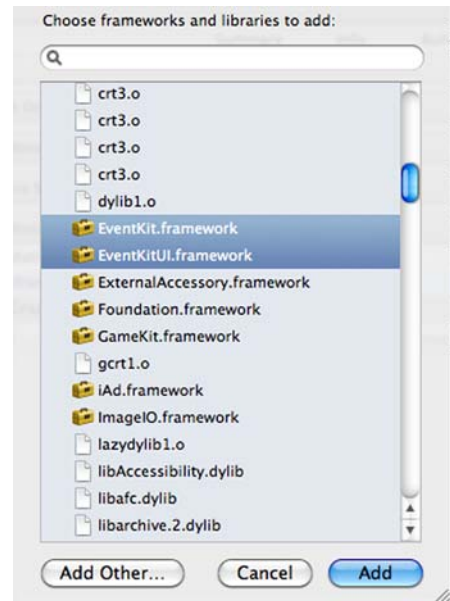 Choose frameworks and libraries to add:
crt3.o
crt3.o
crt3.o
crt3.o
dylib1.o
EventKit.framework
EventKitUI.framework
ExternalAccessory.framework
Foundation.framework
GameKit.framework
gcrt1.o
iAd.framework
ImageIO.framework
lazydylib1.o
libAccessibility.dylib
libafc.dylib
libarchive.2.dylib
Add Other... Cancel Add